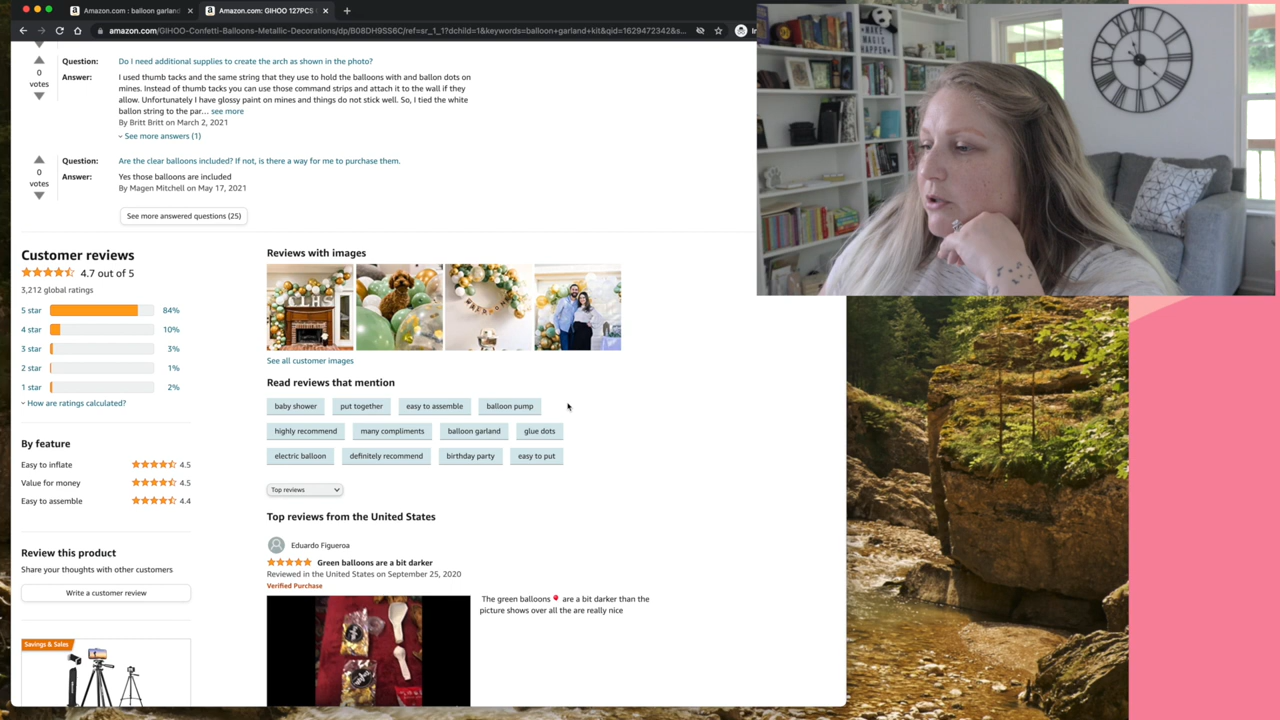 Amazon.com : balloon garland
Amazon.com: GIHOO 127PCS C
amazon.com/GIHOO-Confetti-Balloons-Metallic-Decorations/dp/B08DH9SS6C/ref=sr_1_1?dchild=1&keywords=balloon+garland+kit&qid=1629472342&s...
0
votes
Question: Do I need additional supplies to create the arch as shown in the photo?
Answer: I used thumb tacks and the same string that they use to hold the balloons with and ballon dots on
mines. Instead of thumb tacks you can use those command strips and attach it to the wall if they
allow. Unfortunately I have glossy paint on mines and things do not stick well. So, I tied the white
ballon string to the par... see more
By Britt Britt on March 2, 2021
See more answers (1)
0
votes
Question: Are the clear balloons included? If not, is there a way for me to purchase them.
Answer: Yes those balloons are included
By Magen Mitchell on May 17, 2021
See more answered questions (25)
Customer reviews
4.7 out of 5
3,212 global ratings
5 star 84%
4 star 10%
3 star 3%
2 star 1%
1 star 2%
How are ratings calculated?
By feature
Easy to inflate 4.5
Value for money 4.5
Easy to assemble 4.4
Review this product
Share your thoughts with other customers
Write a customer review
Savings & Sales
Reviews with images
See all customer images
Read reviews that mention
baby shower put together easy to assemble balloon pump
highly recommend many compliments balloon garland glue dots
electric balloon definitely recommend birthday party easy to put
Top reviews
Top reviews from the United States
Eduardo Figueroa
Green balloons are a bit darker
Reviewed in the United States on September 25, 2020
Verified Purchase
The green balloons 🎈 are a bit darker than the
picture shows over all the are really nice
MAKE
MAGIC
HAPPEN